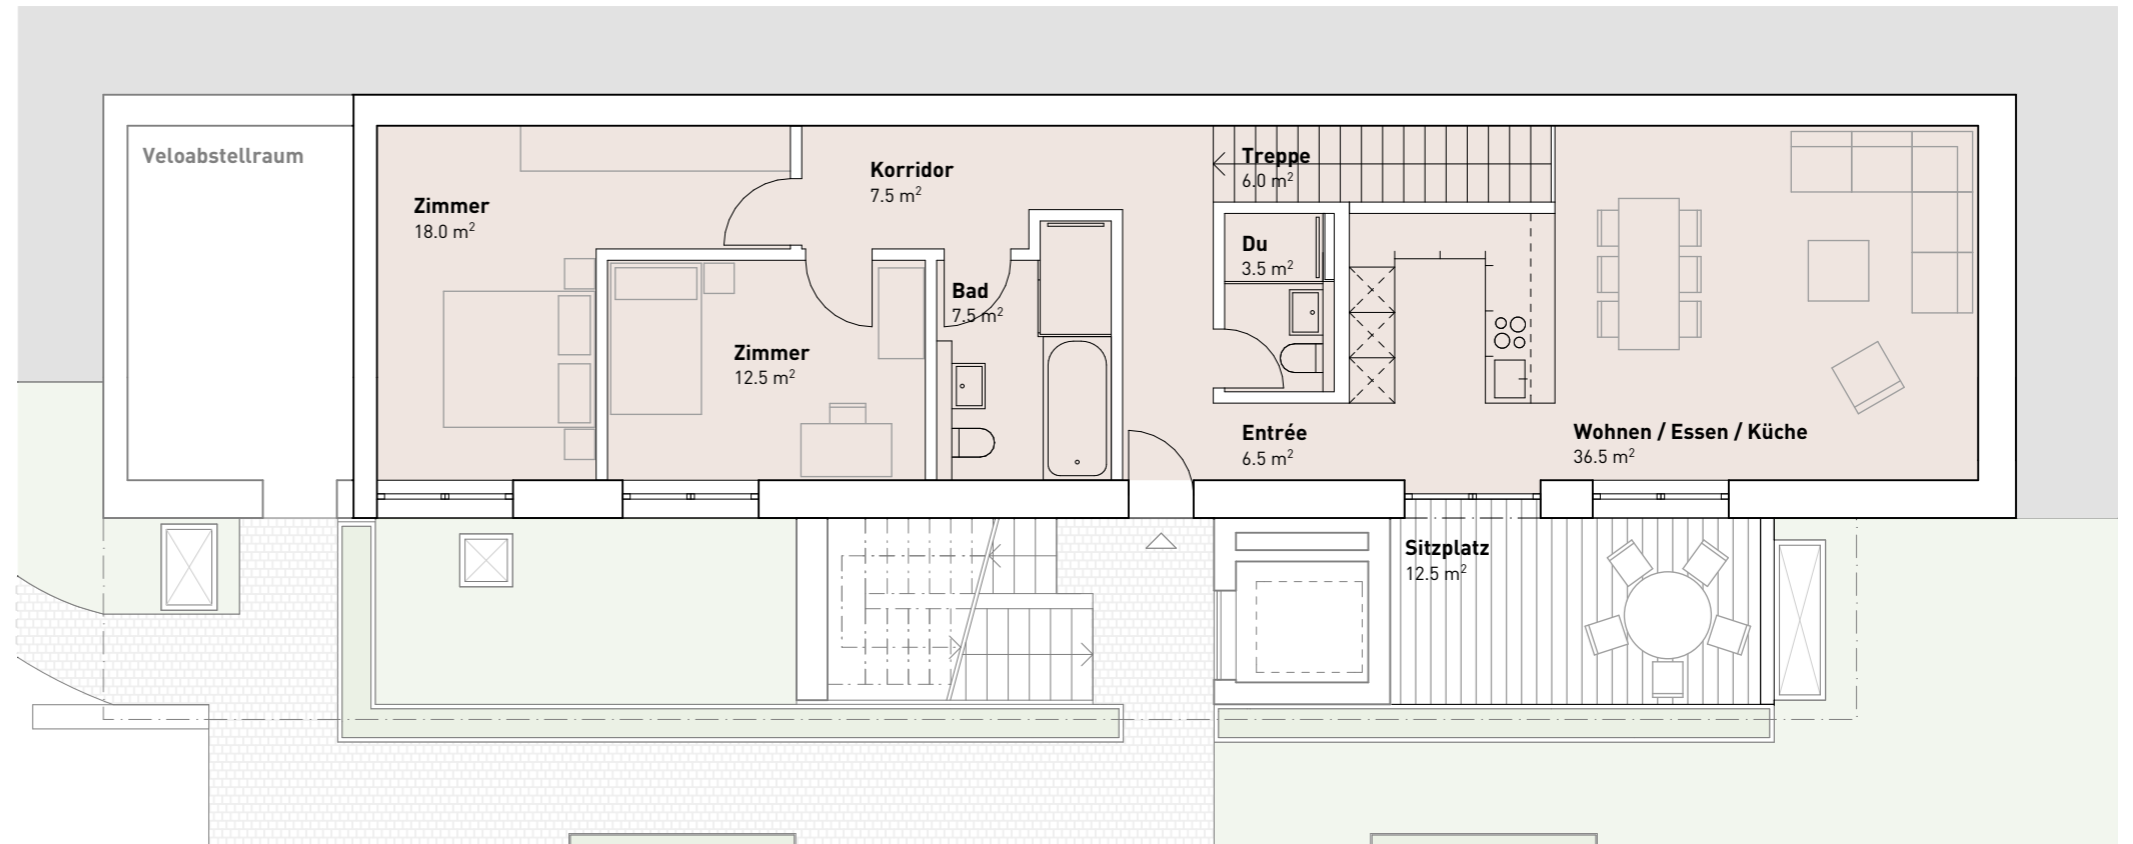 Veloabstellraum
Zimmer
18.0 m²
Korridor
7.5 m²
Treppe
6.0 m²
Du
3.5 m²
Bad
7.5 m²
Zimmer
12.5 m²
Entrée
6.5 m²
Wohnen / Essen / Küche
36.5 m²
Sitzplatz
12.5 m²